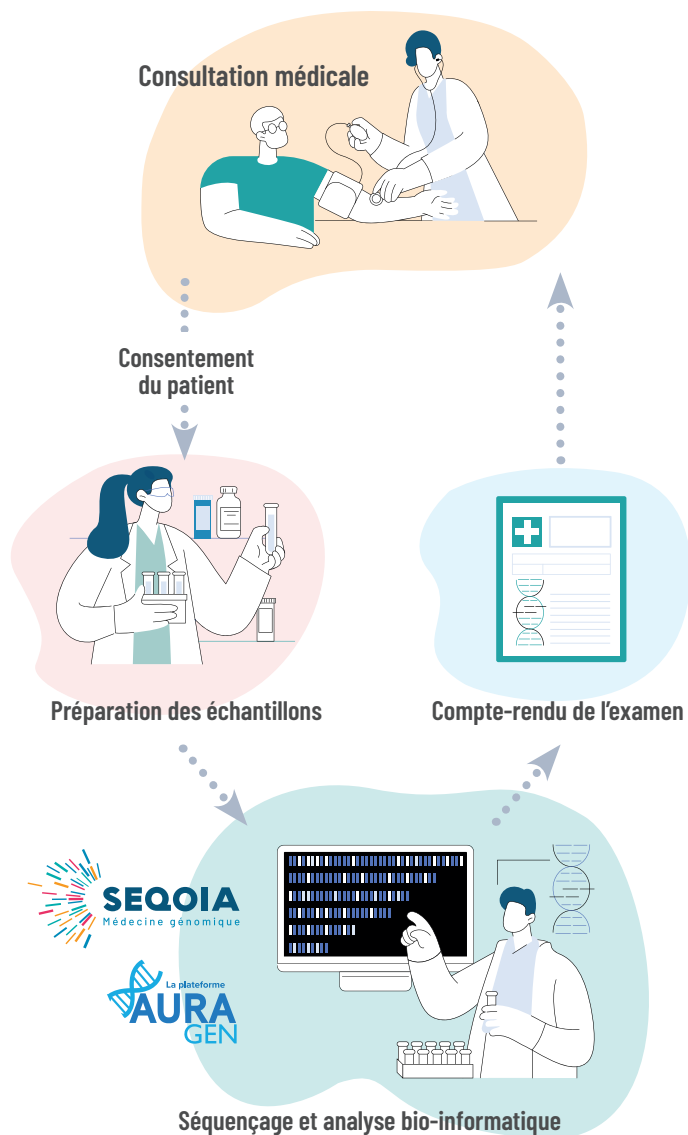 Consultation médicale
Consentement
du patient
Préparation des échantillons
Compte-rendu de l'examen
SEQOIA
Médecine génomique
La plateforme
AURA
GEN
Séquençage et analyse bio-informatique